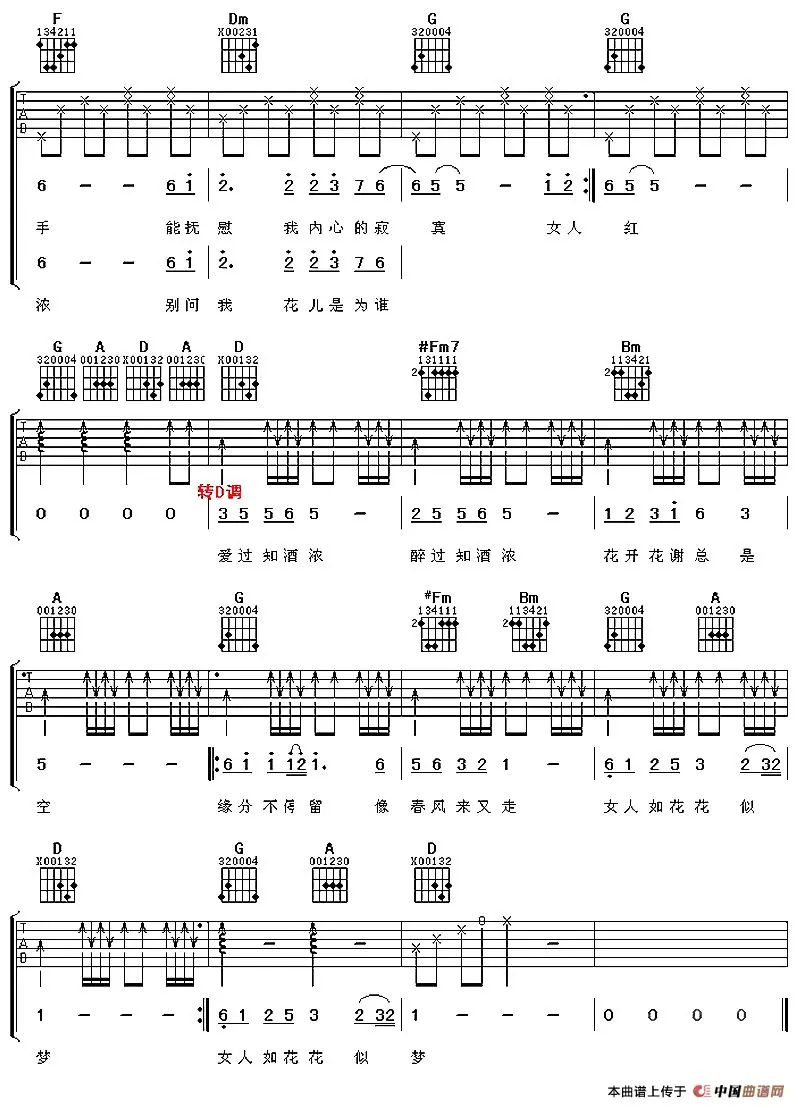 F Dm G G
134211 X00231 320004 320004
T A B
6 - - 6 1 | 2. 2 2 3 7 6 | 6 5 5 - 1 2 :| 6 5 5 - -
手 能抚 慰 我内心的寂 寞 女人 红
6 - - 6 1 | 2. 2 2 3 7 6
浓 别问 我 花儿是为谁
G A D A D #Fm7 Bm
320004 001230 X00132 001230 X00132 2 131111 2 113421
T A B
转D调
0 0 0 0 | 3 5 5 6 5 - | 2 5 5 6 5 - | 1 2 3 1 6 3
爱过知酒浓 醉过知酒浓 花开花谢总是
A G #Fm Bm G A
001230 320004 2 134111 2 113421 320004 001230
T A B
5 - - - |: 6 1 1 12 1. 6 | 5 6 3 2 1 - | 6 1 2 5 3 2 32
空 缘分不停留 像 春风来又走 女人如花花 似
D G A D
X00132 320004 001230 X00132
T A B
0
1 - - - :| 6 1 2 5 3 2 32 | 1 - - - | 0 0 0 0
梦 女人如花花 似 梦
本曲谱上传于 中国曲谱网